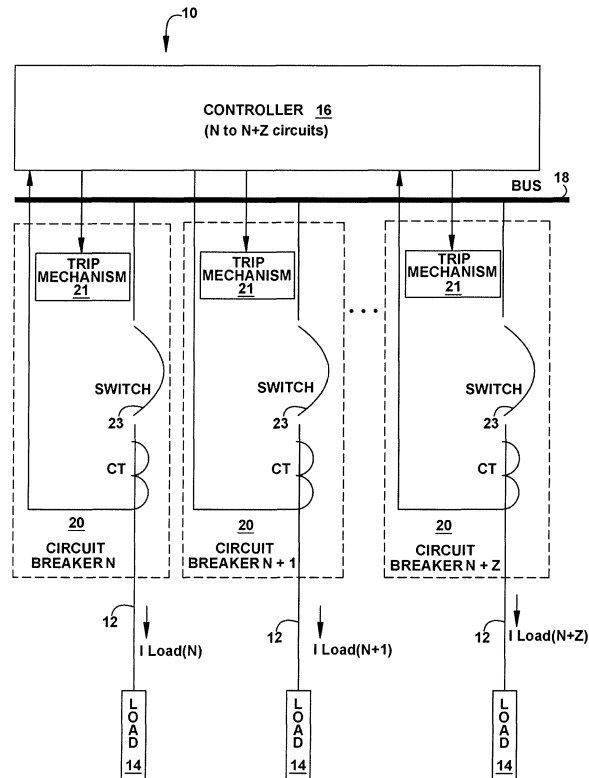 10
CONTROLLER 16
(N to N+Z circuits)
BUS
18
TRIP
MECHANISM
21
TRIP
MECHANISM
21
TRIP
MECHANISM
21
. . .
SWITCH
23
CT
SWITCH
23
CT
SWITCH
23
CT
20
CIRCUIT
BREAKER N
20
CIRCUIT
BREAKER N + 1
20
CIRCUIT
BREAKER N + Z
12
I Load(N)
12
I Load(N+1)
12
I Load(N+Z)
LOAD
14
LOAD
14
LOAD
14